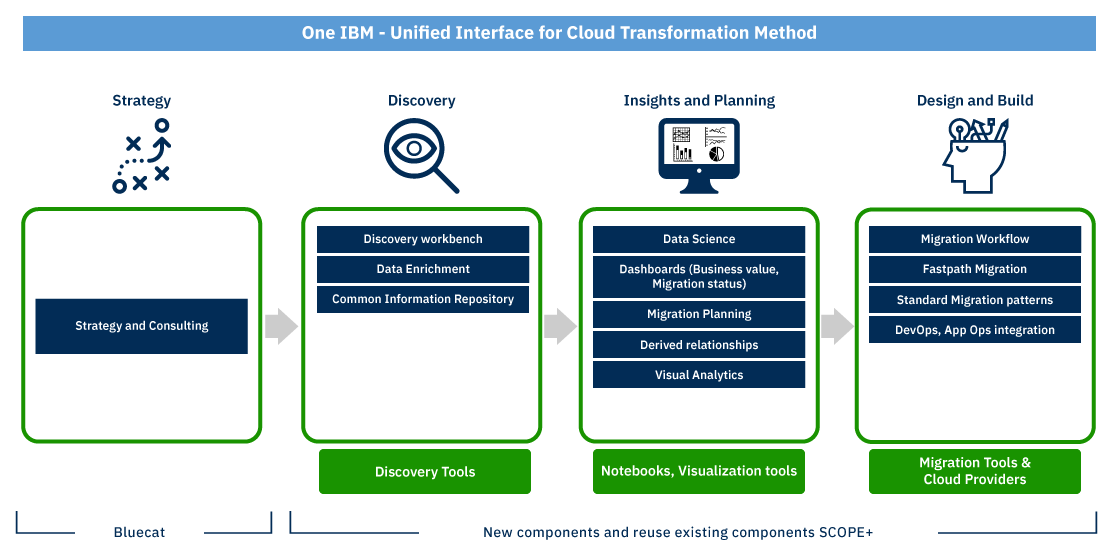 One IBM - Unified Interface for Cloud Transformation Method
Strategy
Discovery
Insights and Planning
Design and Build
Strategy and Consulting
Discovery workbench
Data Enrichment
Common Information Repository
Data Science
Dashboards (Business value,
Migration status)
Migration Planning
Derived relationships
Visual Analytics
Migration Workflow
Fastpath Migration
Standard Migration patterns
DevOps, App Ops integration
Discovery Tools
Notebooks, Visualization tools
Migration Tools &
Cloud Providers
Bluecat
New components and reuse existing components SCOPE+